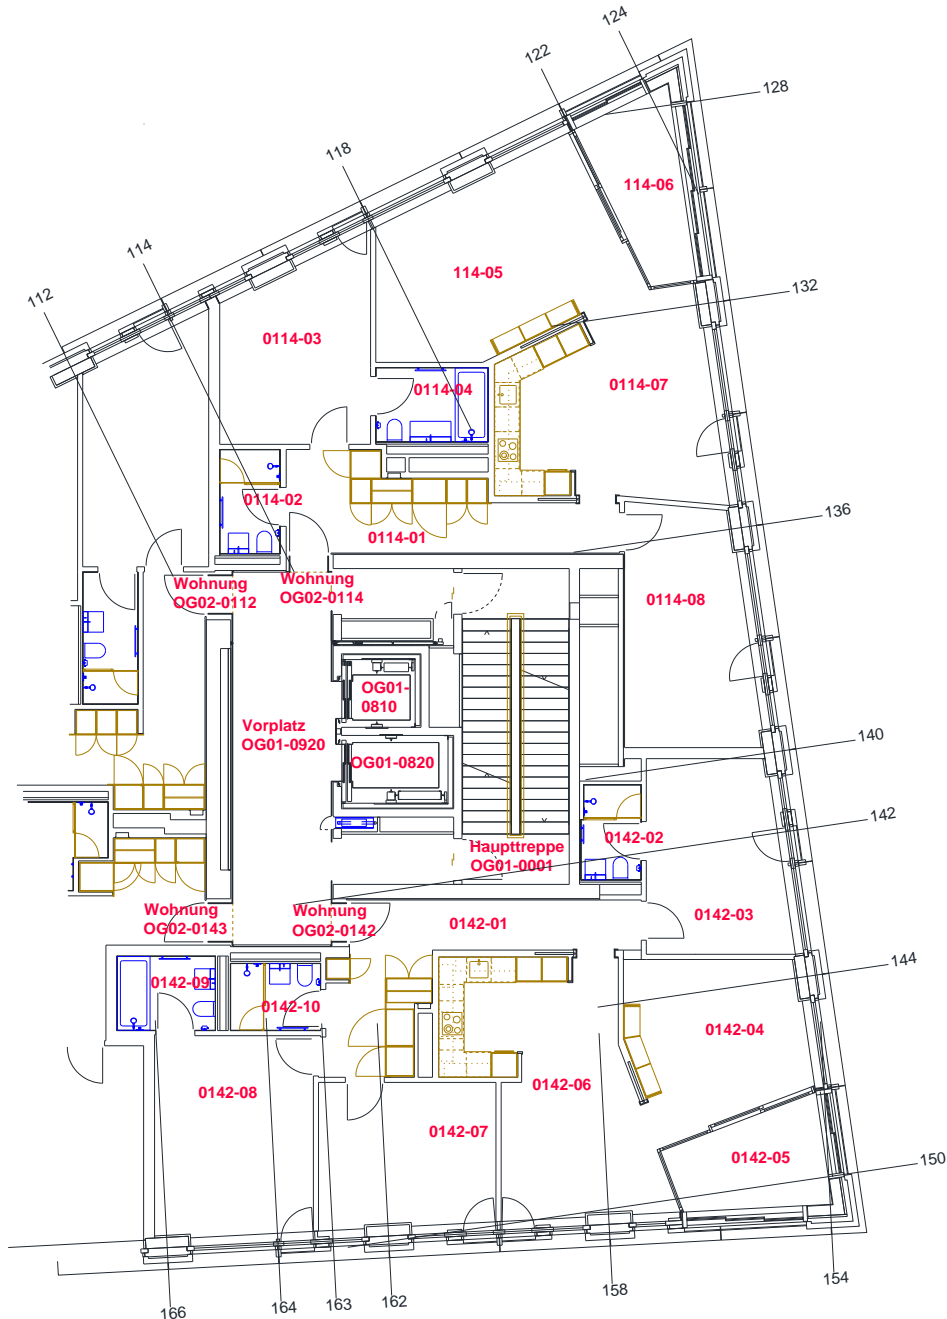 124
122
128
118
114-06
114
114-05
112
132
0114-03
0114-04
0114-07
0114-02
136
0114-01
Wohnung
OG02-0112
Wohnung
OG02-0114
0114-08
OG01-
0810
Vorplatz
OG01-0920
140
OG01-0820
142
0142-02
Haupttreppe
OG01-0001
Wohnung
OG02-0143
Wohnung
OG02-0142
0142-01
0142-03
144
0142-09
0142-10
0142-04
0142-08
0142-06
0142-07
0142-05
150
154
158
162
163
164
166